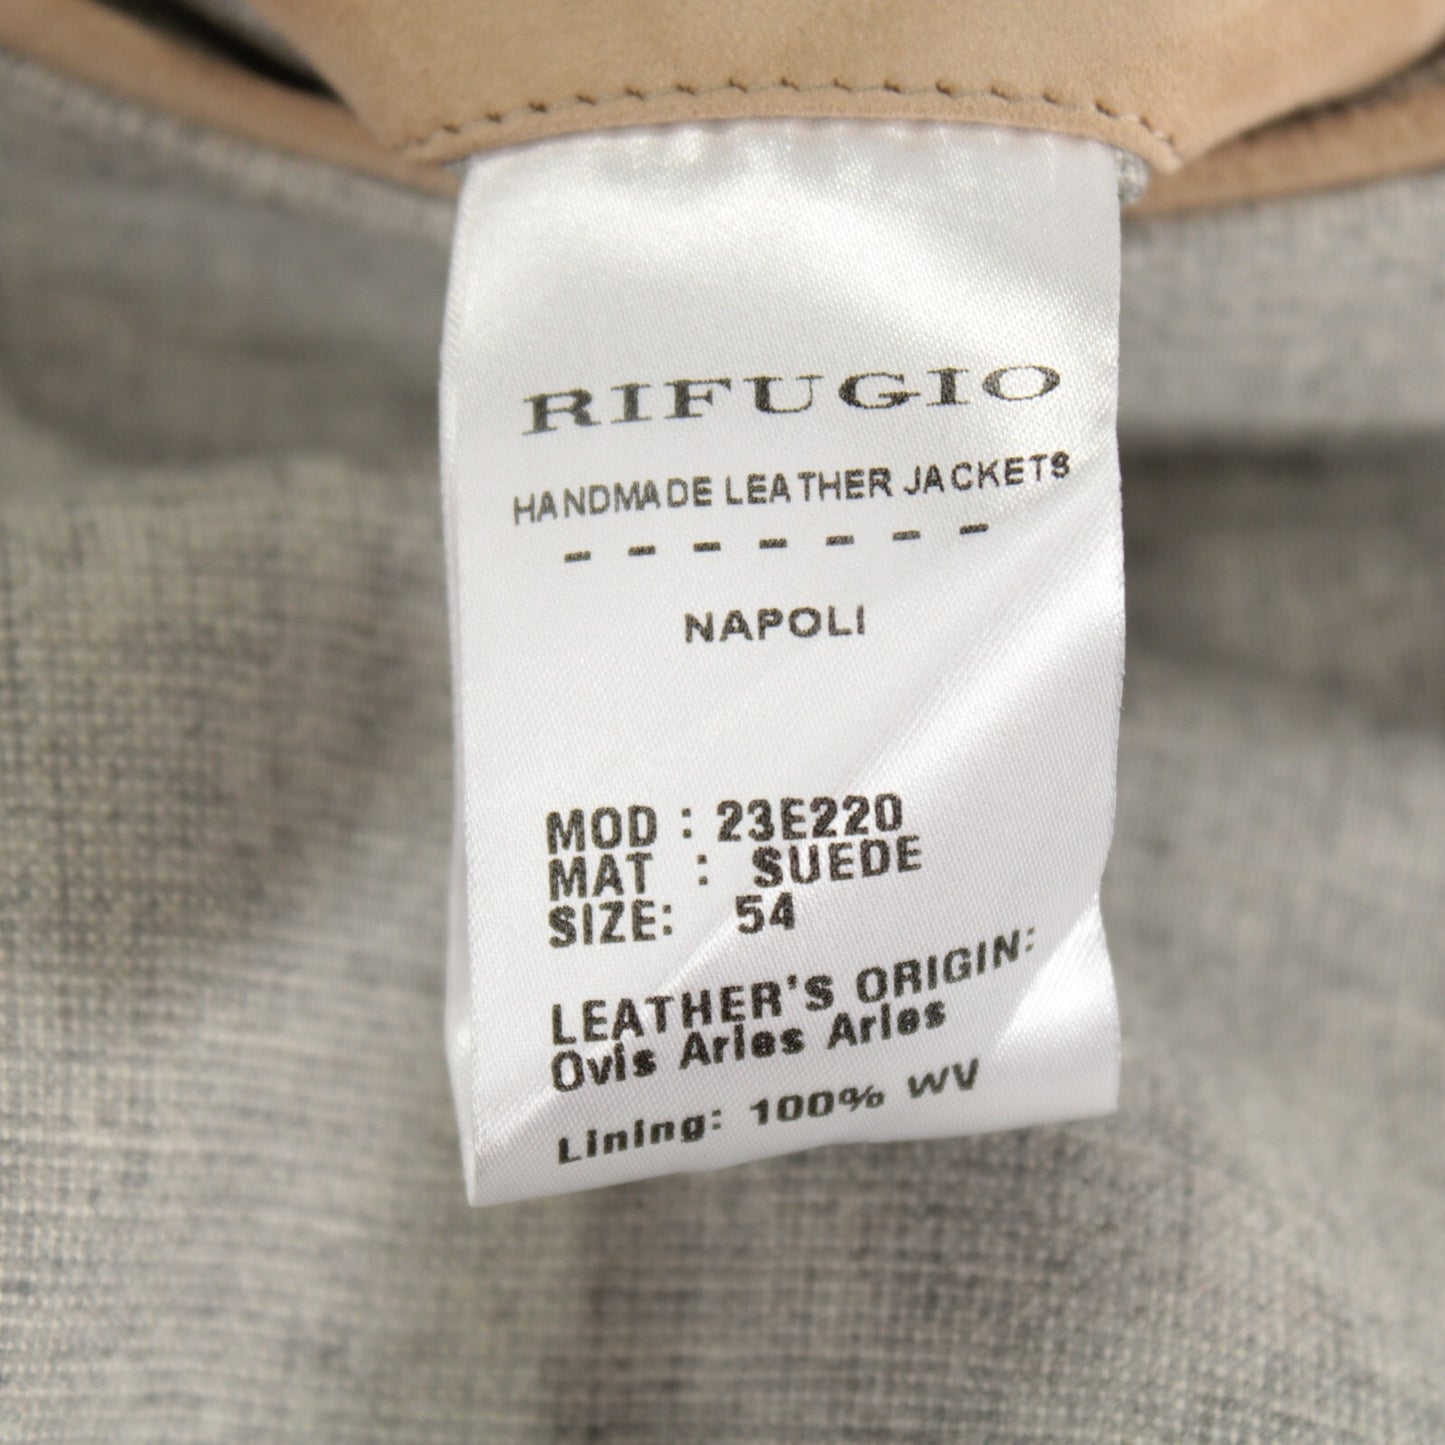 RIFUGIO
HANDMADE LEATHER JACKETS
- - - - - - -
NAPOLI
MOD : 23E220
MAT : SUEDE
SIZE: 54
LEATHER'S ORIGIN:
Ovis Aries Aries
Lining: 100% WV